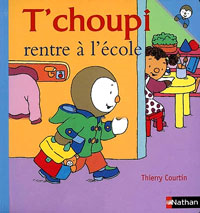 T'choupi
rentre à l'école
Thierry Courtin
Nathan